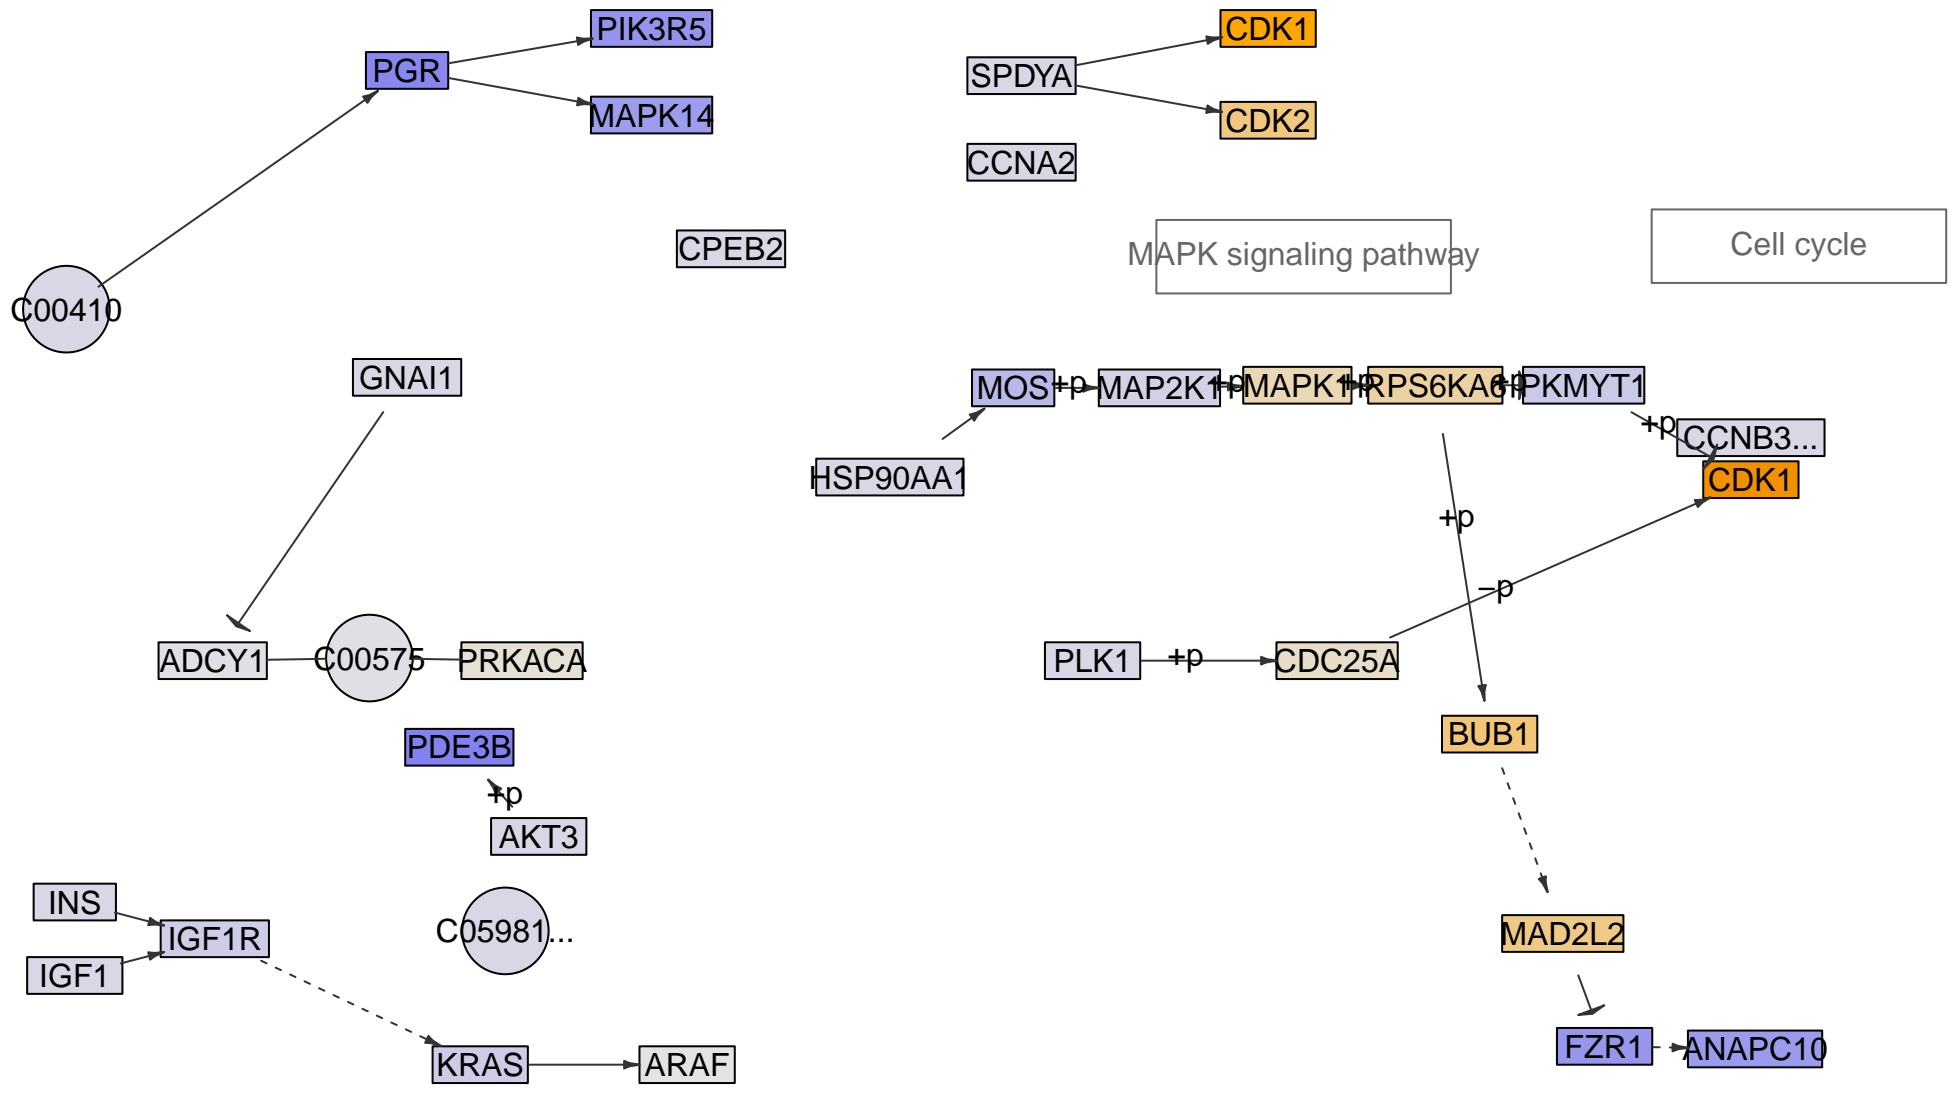 PIK3R5
CDK1
PGR
SPDYA
MAPK14
CDK2
CCNA2
CPEB2
MAPK signaling pathway
Cell cycle
C00410
GNAI1
MOS
+p
MAP2K1
+p
MAPK1
+p
RPS6KA6
+p
PKMYT1
+p
CCNB3...
HSP90AA1
CDK1
+p
−p
ADCY1
C00575
PRKACA
PLK1
+p
CDC25A
BUB1
PDE3B
+p
AKT3
INS
IGF1R
C05981...
MAD2L2
IGF1
KRAS
ARAF
FZR1
ANAPC10